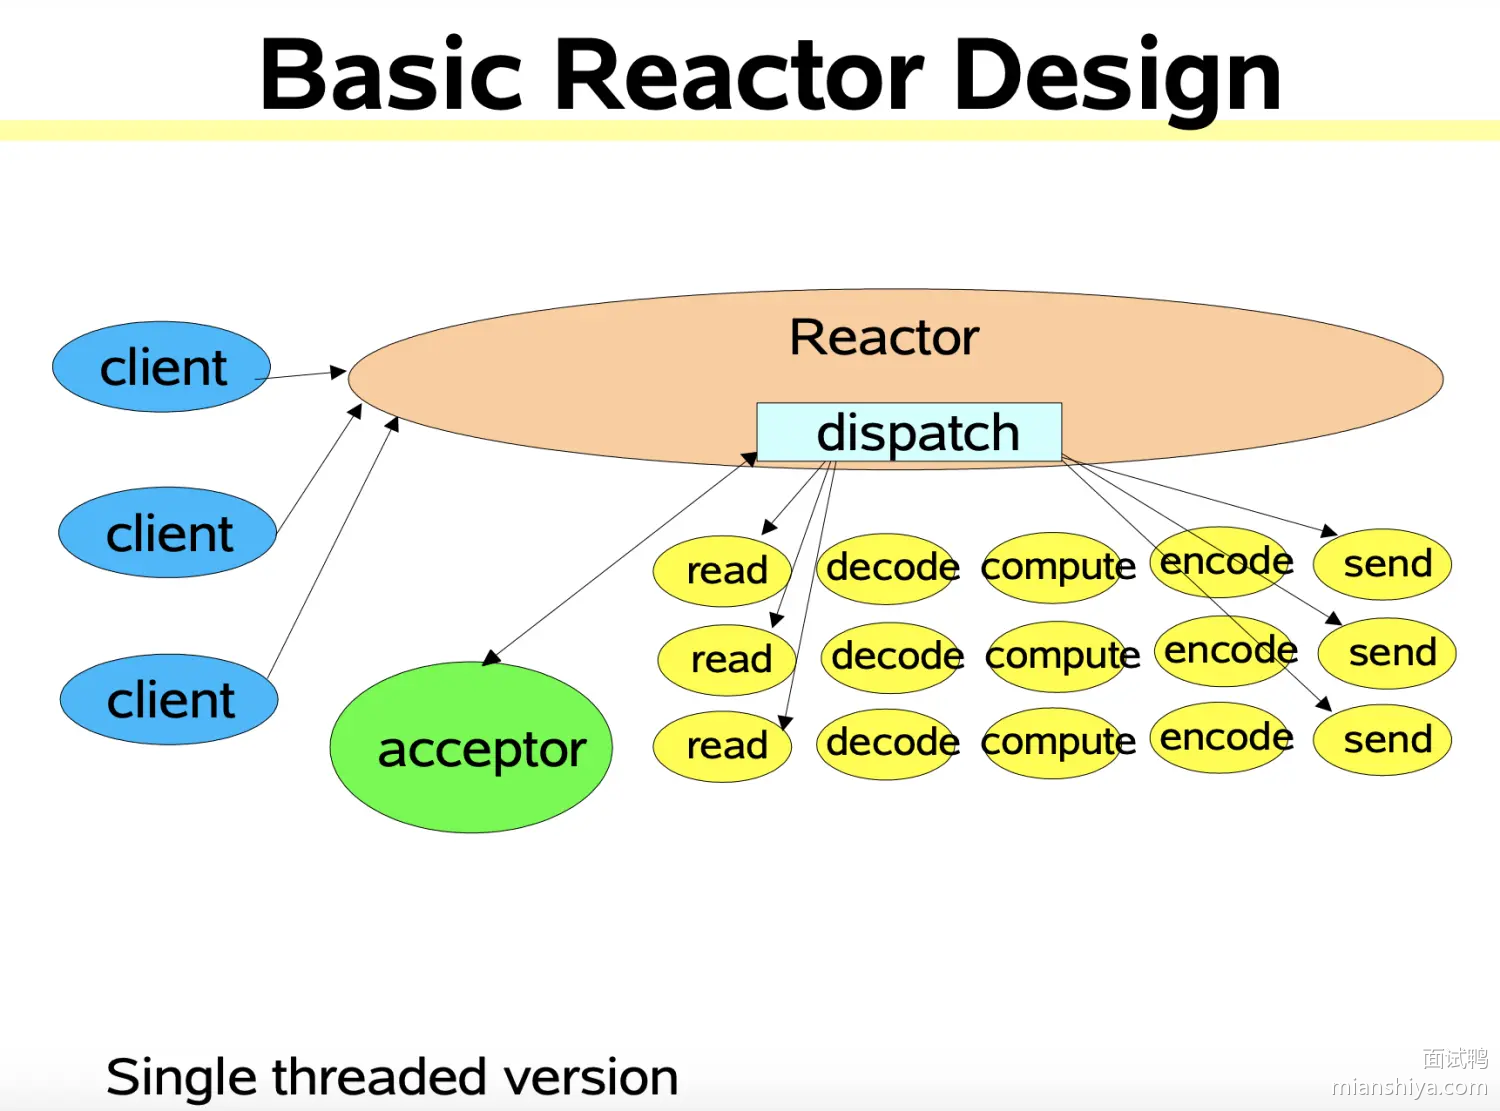 Basic Reactor Design
Reactor
client
dispatch
client
read decode compute encode send
read decode compute encode send
client
acceptor
read decode compute encode send
Single threaded version
面试鸭
mianshiya.com